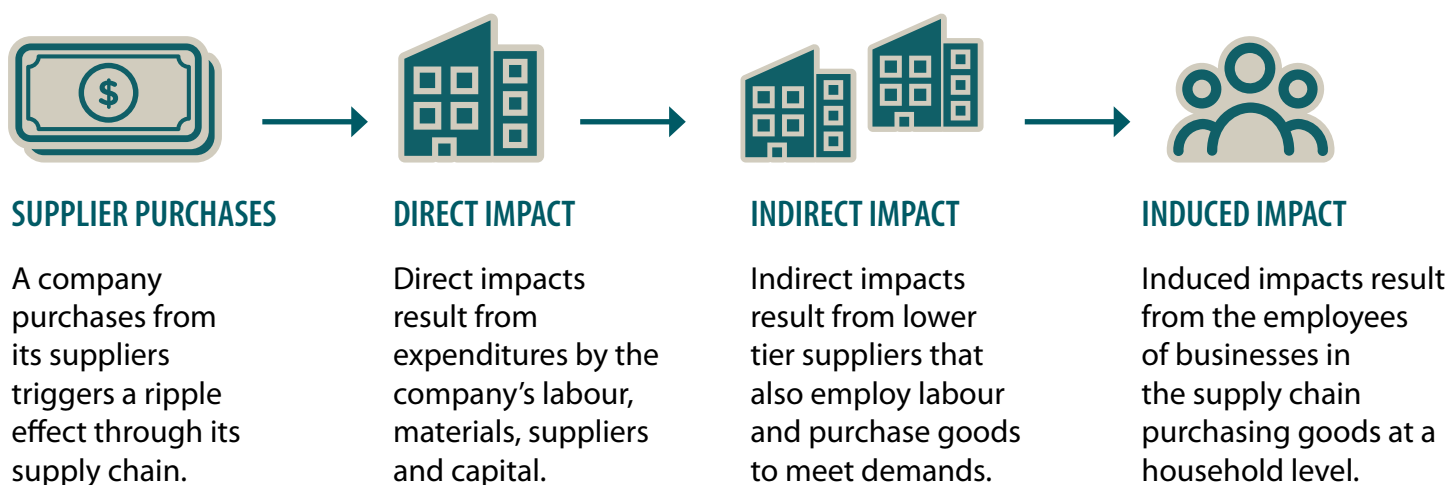 $
SUPPLIER PURCHASES
A company
purchases from
its suppliers
triggers a ripple
effect through its
supply chain.
DIRECT IMPACT
Direct impacts
result from
expenditures by the
company’s labour,
materials, suppliers
and capital.
INDIRECT IMPACT
Indirect impacts
result from lower
tier suppliers that
also employ labour
and purchase goods
to meet demands.
INDUCED IMPACT
Induced impacts result
from the employees
of businesses in
the supply chain
purchasing goods at a
household level.